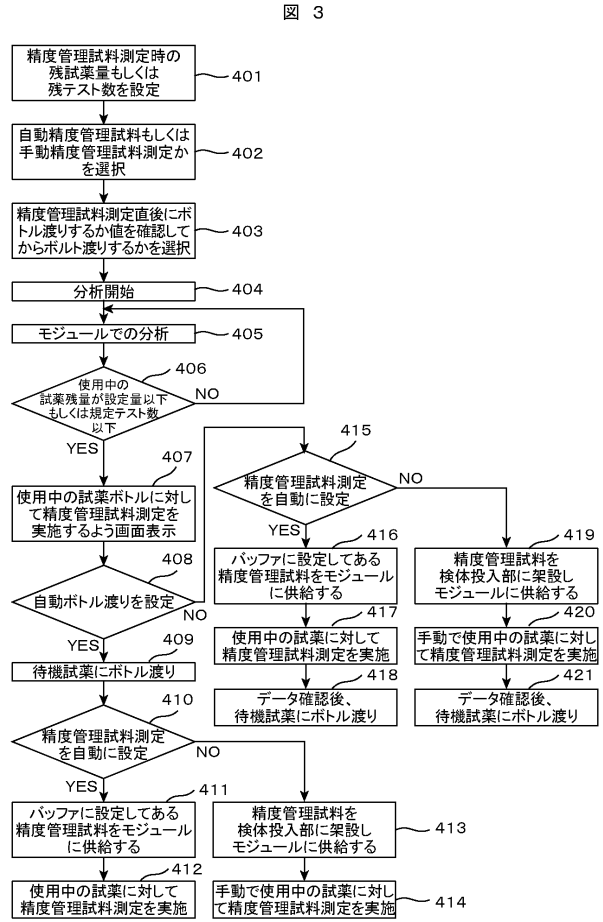 図 3
精度管理試料測定時の
残試薬量もしくは
残テスト数を設定
401
自動精度管理試料もしくは
手動精度管理試料測定か
を選択
402
精度管理試料測定直後にボ
トル渡りするか値を確認して
からボルト渡りするかを選択
403
分析開始
404
モジュールでの分析
405
使用中の
試薬残量が設定量以下
もしくは規定テスト数
以下
406
NO
YES
使用中の試薬ボトルに対し
て精度管理試料測定を
実施するよう画面表示
407
自動ボトル渡りを設定
408
NO
YES
待機試薬にボトル渡り
409
精度管理試料測定
を自動に設定
410
NO
YES
バッファに設定してある
精度管理試料をモジュール
に供給する
411
使用中の試薬に対して
精度管理試料測定を実施
412
精度管理試料を
検体投入部に架設し
モジュールに供給する
413
手動で使用中の試薬に対し
て精度管理試料測定を実施
414
精度管理試料測定
を自動に設定
415
NO
YES
バッファに設定してある
精度管理試料をモジュール
に供給する
416
使用中の試薬に対して
精度管理試料測定を実施
417
データ確認後、
待機試薬にボトル渡り
418
精度管理試料を
検体投入部に架設し
モジュールに供給する
419
手動で使用中の試薬に対し
て精度管理試料測定を実施
420
データ確認後、
待機試薬にボトル渡り
421